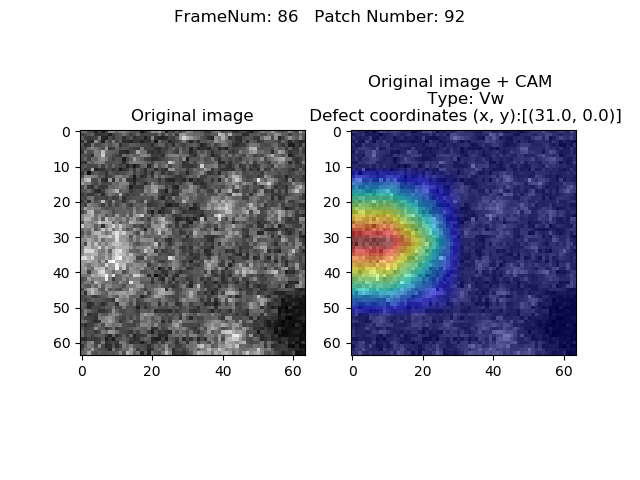 FrameNum: 86   Patch Number: 92
Original image
Original image + CAM
Type: Vw
Defect coordinates (x, y):[(31.0, 0.0)]
0
10
20
30
40
50
60
0 20 40 60
0
10
20
30
40
50
60
0 20 40 60